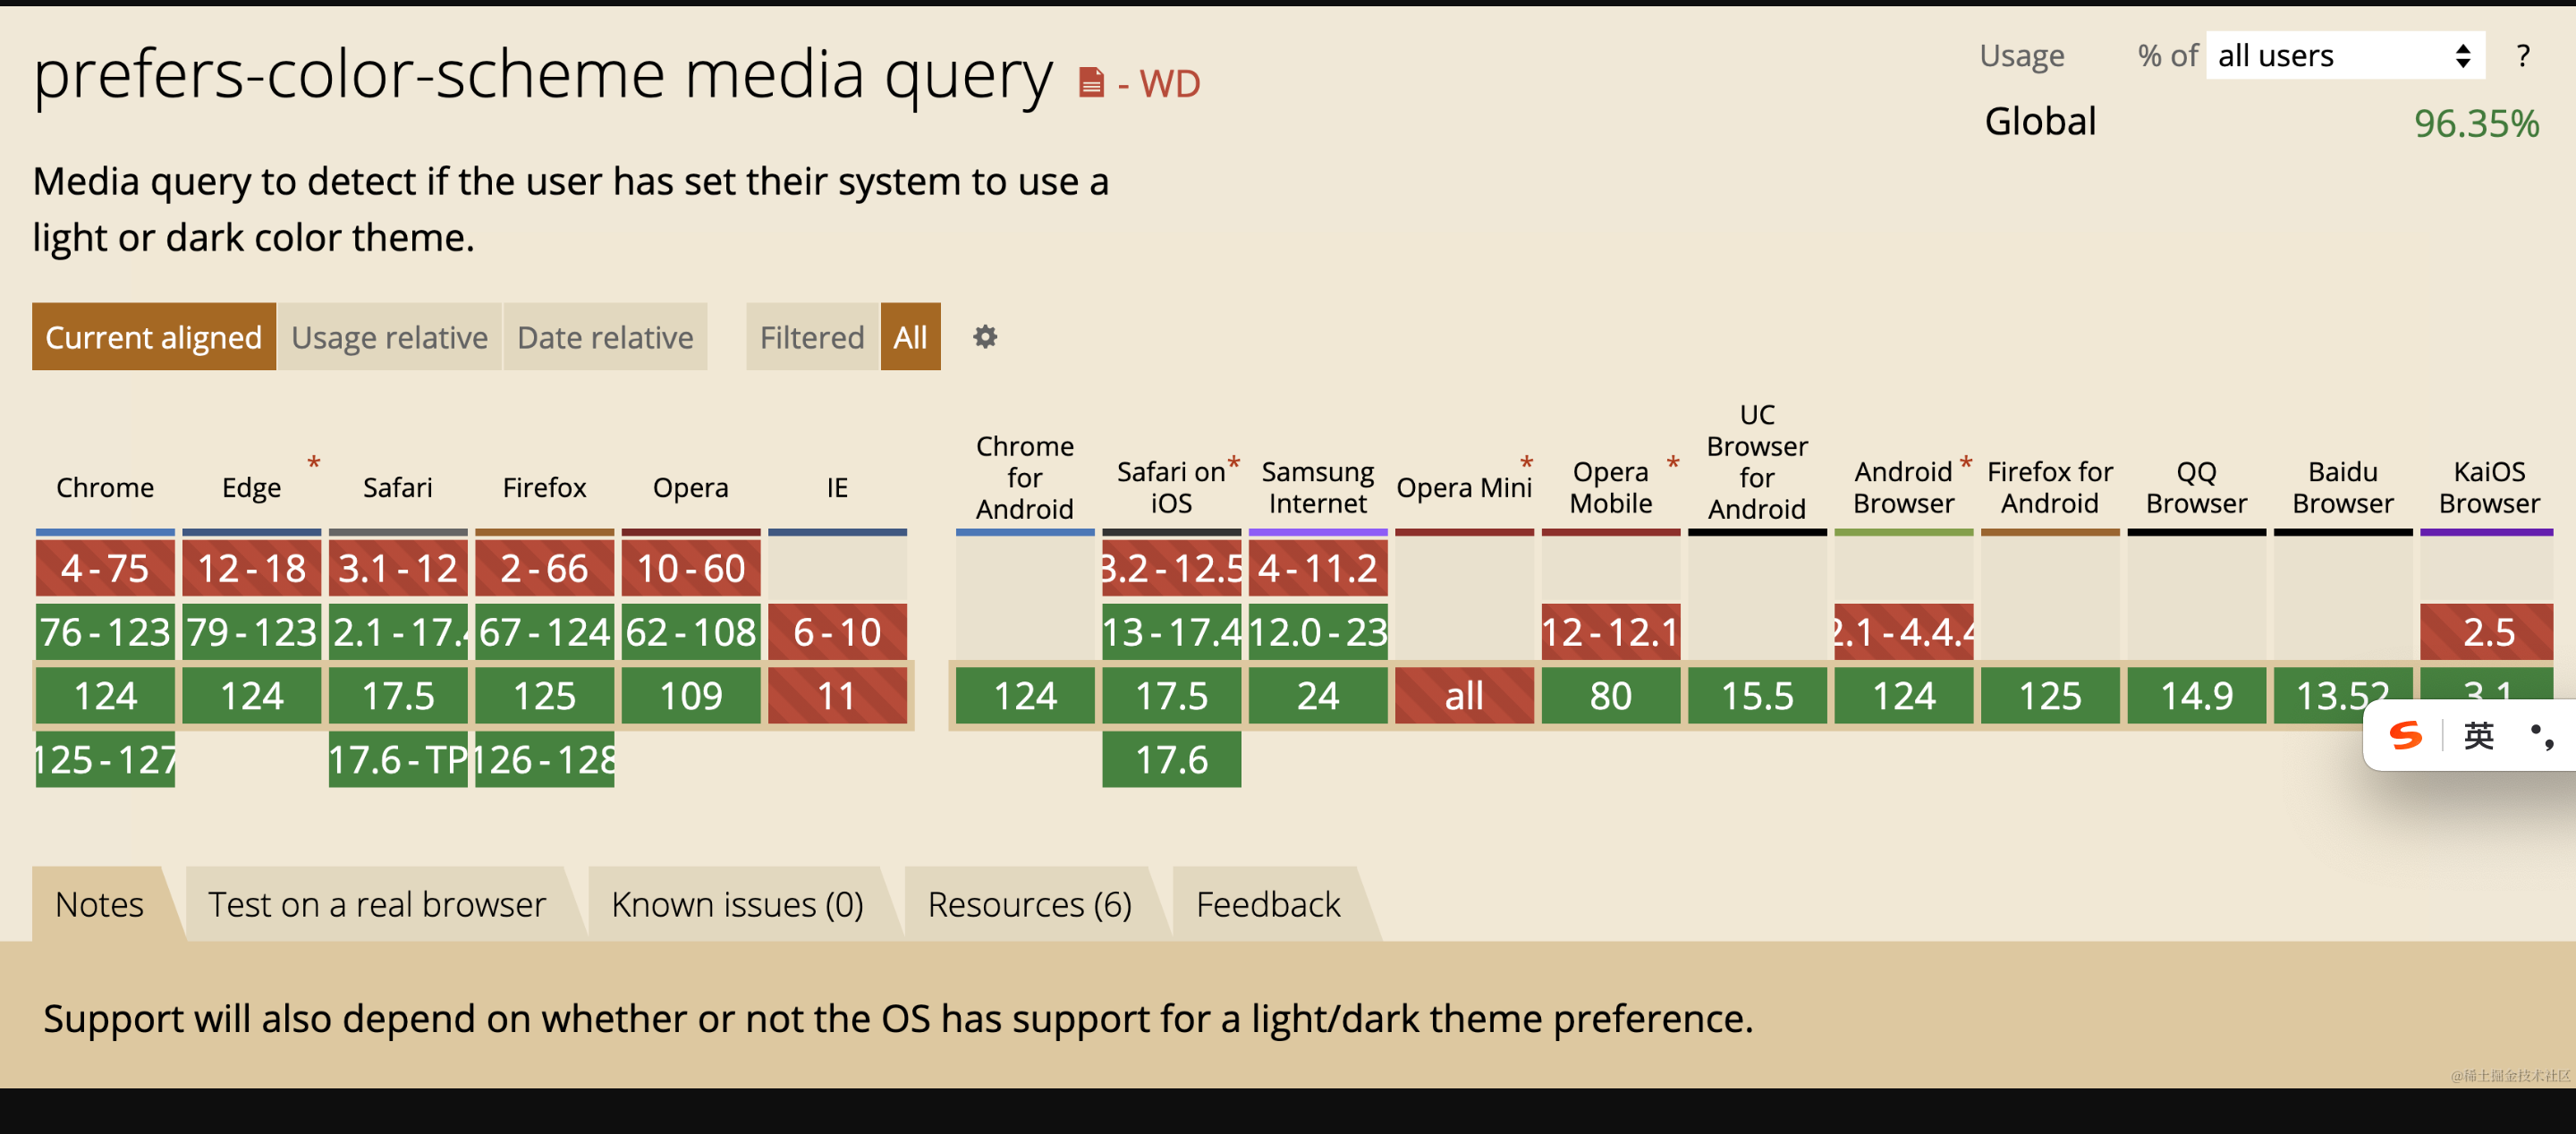 prefers-color-scheme media query - WD
Usage % of all users ?
Global 96.35%
Media query to detect if the user has set their system to use a
light or dark color theme.
Current aligned Usage relative Date relative Filtered All
Chrome Edge * Safari Firefox Opera IE
Chrome for Android
Safari on iOS *
Samsung Internet
Opera Mini *
Opera Mobile *
UC Browser for Android
Android Browser *
Firefox for Android
QQ Browser
Baidu Browser
KaiOS Browser
4-75 12-18 3.1-12 2-66 10-60 3.2-12.5 4-11.2
76-123 79-123 2.1-17.4 67-124 62-108 6-10 13-17.4 12.0-23 12-12.1 2.1-4.4.4 2.5
124 124 17.5 125 109 11 124 17.5 24 all 80 15.5 124 125 14.9 13.52 3.1
125-127 17.6-TP 126-128 17.6
英
Notes Test on a real browser Known issues (0) Resources (6) Feedback
Support will also depend on whether or not the OS has support for a light/dark theme preference.
@稀土掘金技术社区